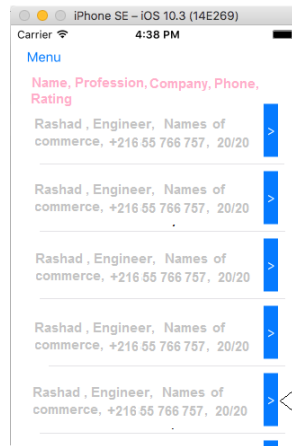 iPhone SE – iOS 10.3 (14E269)
Carrier 4:38 PM
Menu
Name, Profession, Company, Phone,
Rating
Rashad , Engineer, Names of
commerce, +216 55 766 757, 20/20
>
Rashad , Engineer, Names of
commerce, +216 55 766 757, 20/20
>
Rashad , Engineer, Names of
commerce, +216 55 766 757, 20/20
>
Rashad , Engineer, Names of
commerce, +216 55 766 757, 20/20
>
Rashad , Engineer, Names of
commerce, +216 55 766 757, 20/20
>